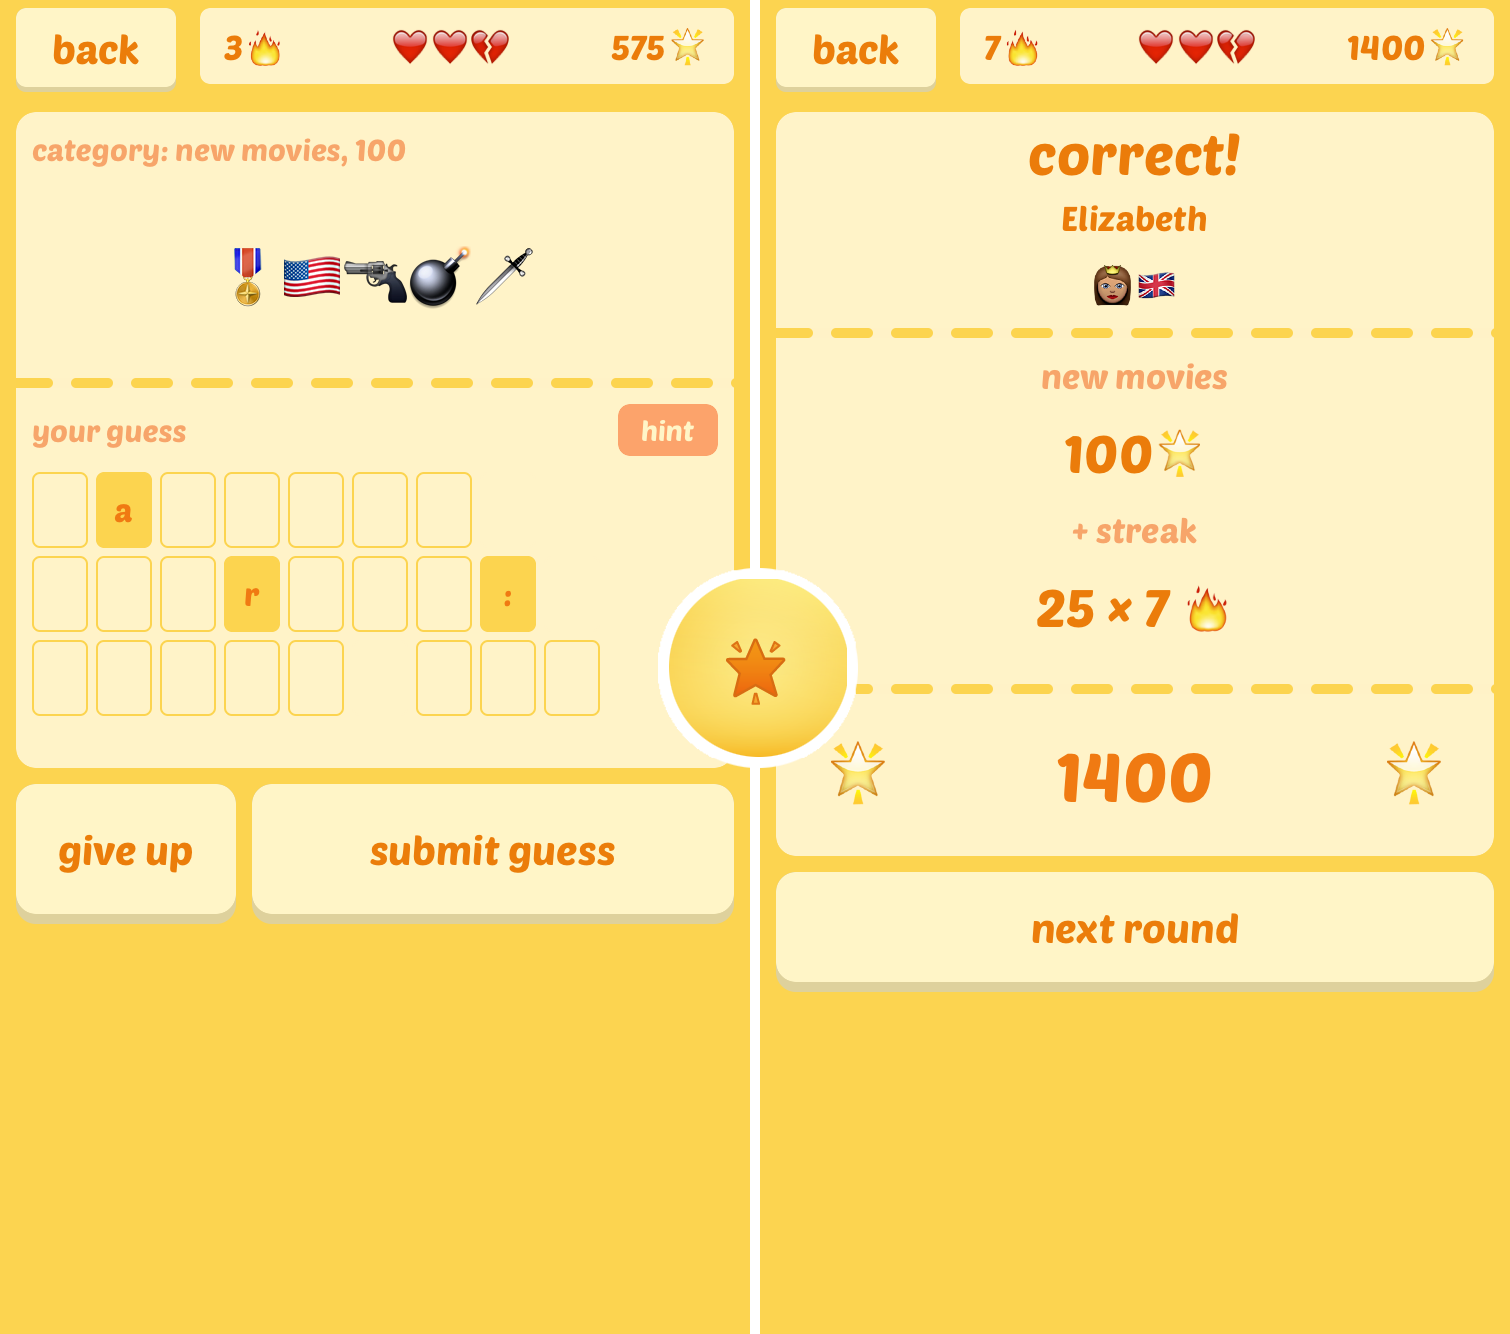 back
3
575
category: new movies, 100
your guess
hint
a
r :
give up
submit guess
back
7
1400
correct!
Elizabeth
new movies
100
+ streak
25 × 7
1400
next round